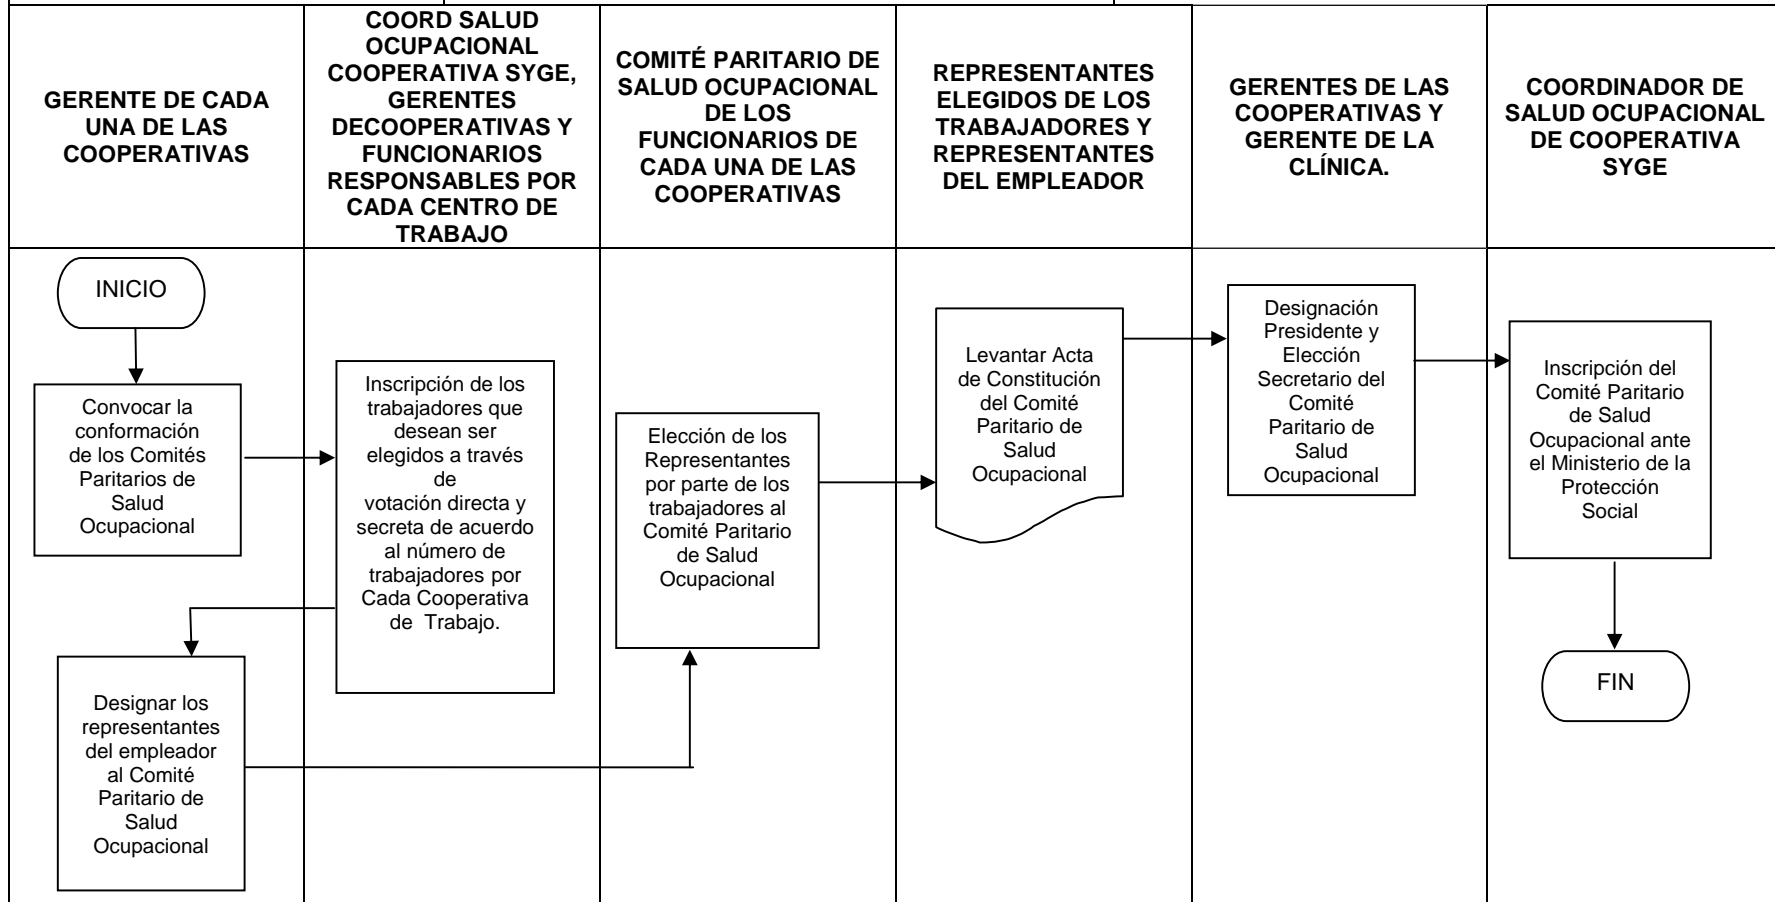 GERENTE DE CADA
UNA DE LAS
COOPERATIVAS
COORD SALUD
OCUPACIONAL
COOPERATIVA SYGE,
GERENTES
DECOOPERATIVAS Y
FUNCIONARIOS
RESPONSABLES POR
CADA CENTRO DE
TRABAJO
COMITÉ PARITARIO DE
SALUD OCUPACIONAL
DE LOS
FUNCIONARIOS DE
CADA UNA DE LAS
COOPERATIVAS
REPRESENTANTES
ELEGIDOS DE LOS
TRABAJADORES Y
REPRESENTANTES
DEL EMPLEADOR
GERENTES DE LAS
COOPERATIVAS Y
GERENTE DE LA
CLÍNICA.
COORDINADOR DE
SALUD OCUPACIONAL
DE COOPERATIVA
SYGE
INICIO
Convocar la
conformación
de los Comités
Paritarios de
Salud
Ocupacional
Inscripción de los
trabajadores que
desean ser
elegidos a través
de
votación directa y
secreta de acuerdo
al número de
trabajadores por
Cada Cooperativa
de Trabajo.
Designar los
representantes
del empleador
al Comité
Paritario de
Salud
Ocupacional
Elección de los
Representantes
por parte de los
trabajadores al
Comité Paritario
de Salud
Ocupacional
Levantar Acta
de Constitución
del Comité
Paritario de
Salud
Ocupacional
Designación
Presidente y
Elección
Secretario del
Comité
Paritario de
Salud
Ocupacional
Inscripción del
Comité Paritario
de Salud
Ocupacional ante
el Ministerio de la
Protección
Social
FIN